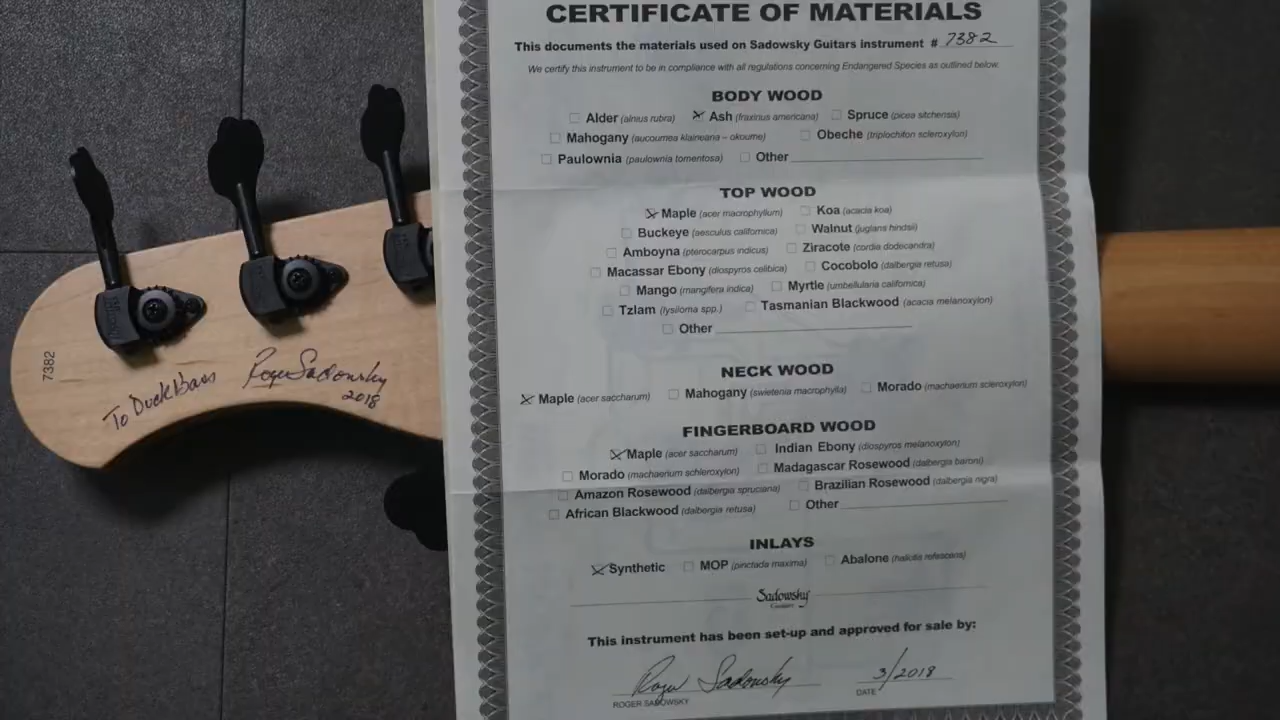 CERTIFICATE OF MATERIALS
This documents the materials used on Sadowsky Guitars instrument # 7382
We certify this instrument to be in compliance with all regulations concerning Endangered Species as outlined below.
BODY WOOD
Alder (alnius rubra) Ash (fraxinus americana) Spruce (picea sitchensis)
Mahogany (aucoumea klaineana – okoume) Obeche (triplochiton scleroxylon)
Paulownia (paulownia tomentosa) Other
TOP WOOD
Maple (acer macrophyllum) Koa (acacia koa)
Buckeye (aesculus californica) Walnut (juglans hindsii)
Amboyna (pterocarpus indicus) Ziracote (cordia dodecandra)
Macassar Ebony (diospyros celibica) Cocobolo (dalbergia retusa)
Mango (mangifera indica) Myrtle (umbellularia californica)
Tzlam (lysiloma spp.) Tasmanian Blackwood (acacia melanoxylon)
Other
NECK WOOD
Maple (acer saccharum) Mahogany (swietenia macrophylla) Morado (machaerium scleroxylon)
FINGERBOARD WOOD
Maple (acer saccharum) Indian Ebony (diospyros melanoxylon)
Morado (machaerium schleroxylon) Madagascar Rosewood (dalbergia baroni)
Amazon Rosewood (dalbergia spruciana) Brazilian Rosewood (dalbergia nigra)
African Blackwood (dalbergia retusa) Other
INLAYS
Synthetic MOP (pinctada maxima) Abalone (haliotis refescens)
Sadowsky
This instrument has been set-up and approved for sale by:
Roger Sadowsky 3/2018
ROGER SADOWSKY DATE
7382
To DuckBass Roger Sadowsky
2018